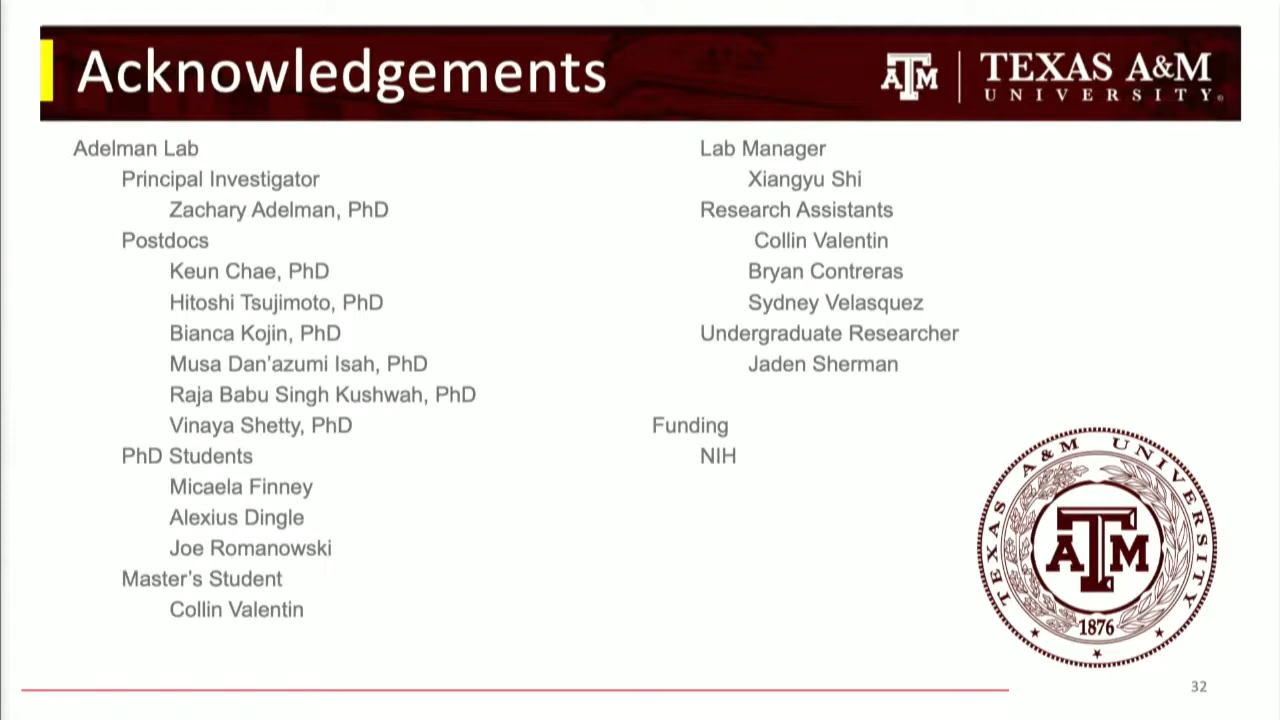 Acknowledgements
ATM
TEXAS A&M
UNIVERSITY®
Adelman Lab
Principal Investigator
Zachary Adelman, PhD
Postdocs
Keun Chae, PhD
Hitoshi Tsujimoto, PhD
Bianca Kojin, PhD
Musa Dan’azumi Isah, PhD
Raja Babu Singh Kushwah, PhD
Vinaya Shetty, PhD
PhD Students
Micaela Finney
Alexius Dingle
Joe Romanowski
Master’s Student
Collin Valentin
Lab Manager
Xiangyu Shi
Research Assistants
Collin Valentin
Bryan Contreras
Sydney Velasquez
Undergraduate Researcher
Jaden Sherman
Funding
NIH
TEXAS A&M UNIVERSITY
ATM
1876
32